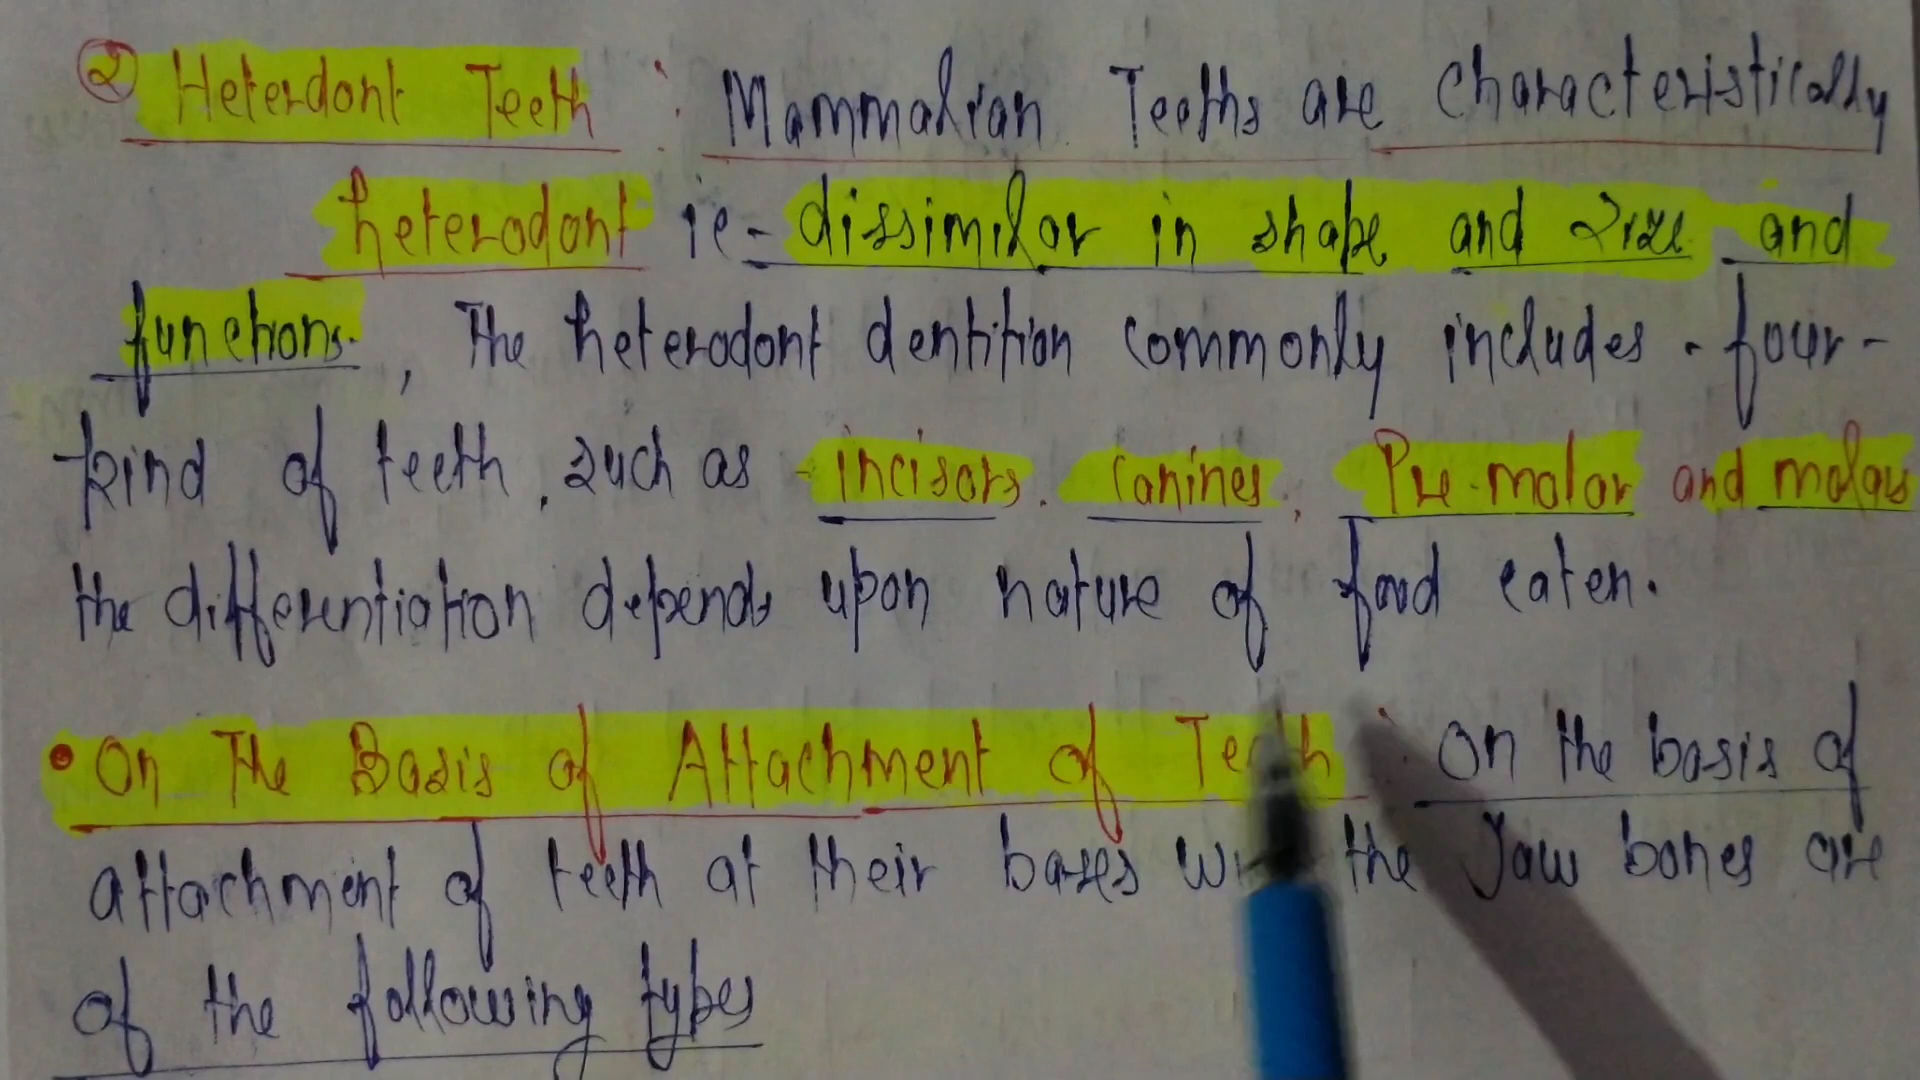 ② Heterdont Teeth : Mammalian Teeths are characteristically
heterodont ie- dissimilar in shape and size and
functions. , The heterodont dentition commonly includes - four-
kind of teeth, such as - incisors, canines, Pre-molar and molars
the differentiation depends upon nature of food eaten.
• On The Basis of Attachment of Teeth : On the basis of
attachment of teeth at their bases the Jaw bones are
of the following types